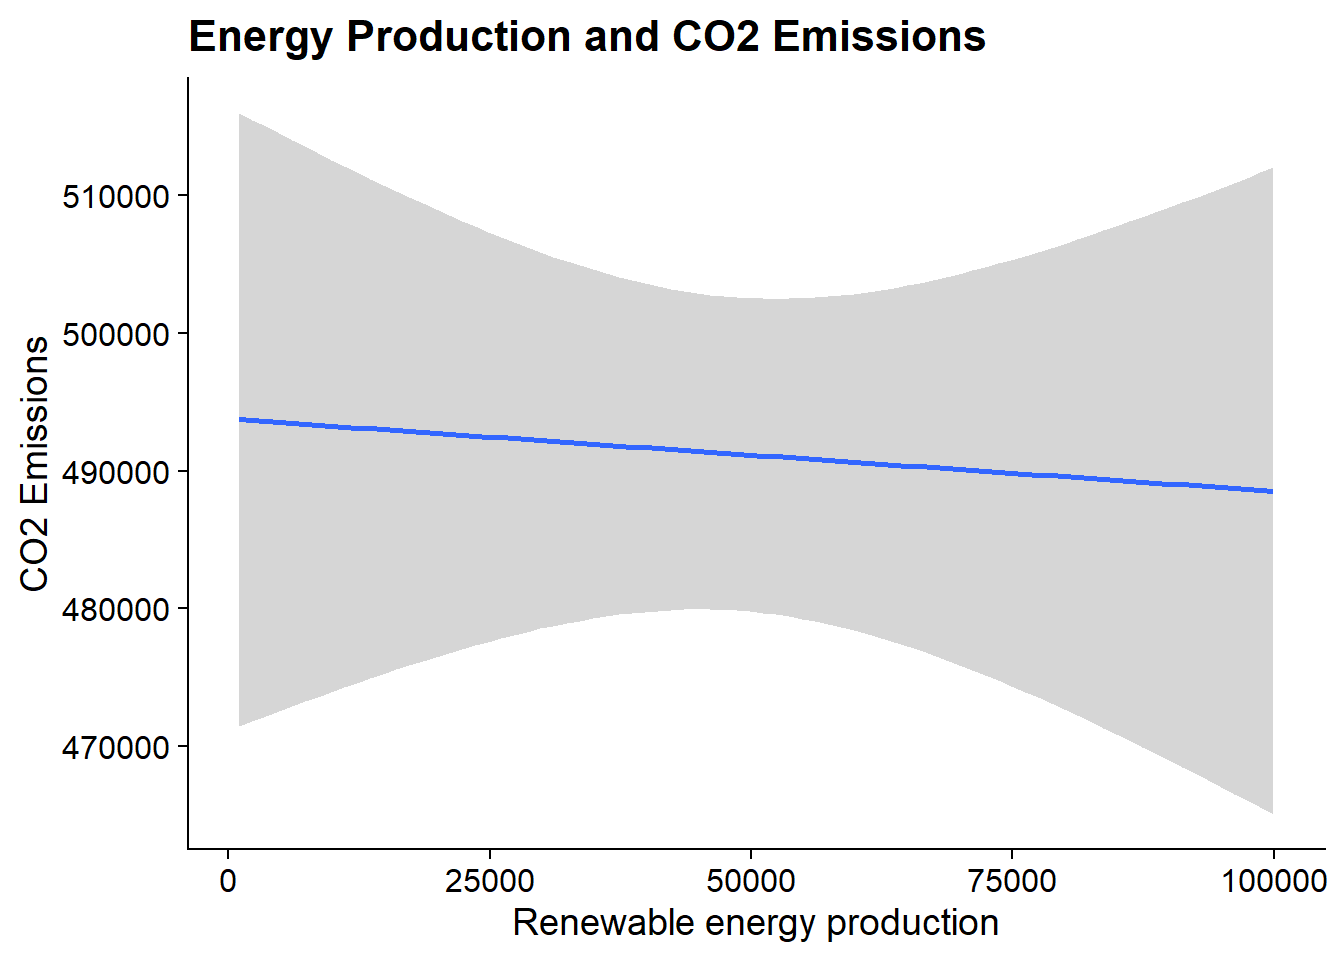 Energy Production and CO2 Emissions
CO2 Emissions
510000
500000
490000
480000
470000
0 25000 50000 75000 100000
Renewable energy production